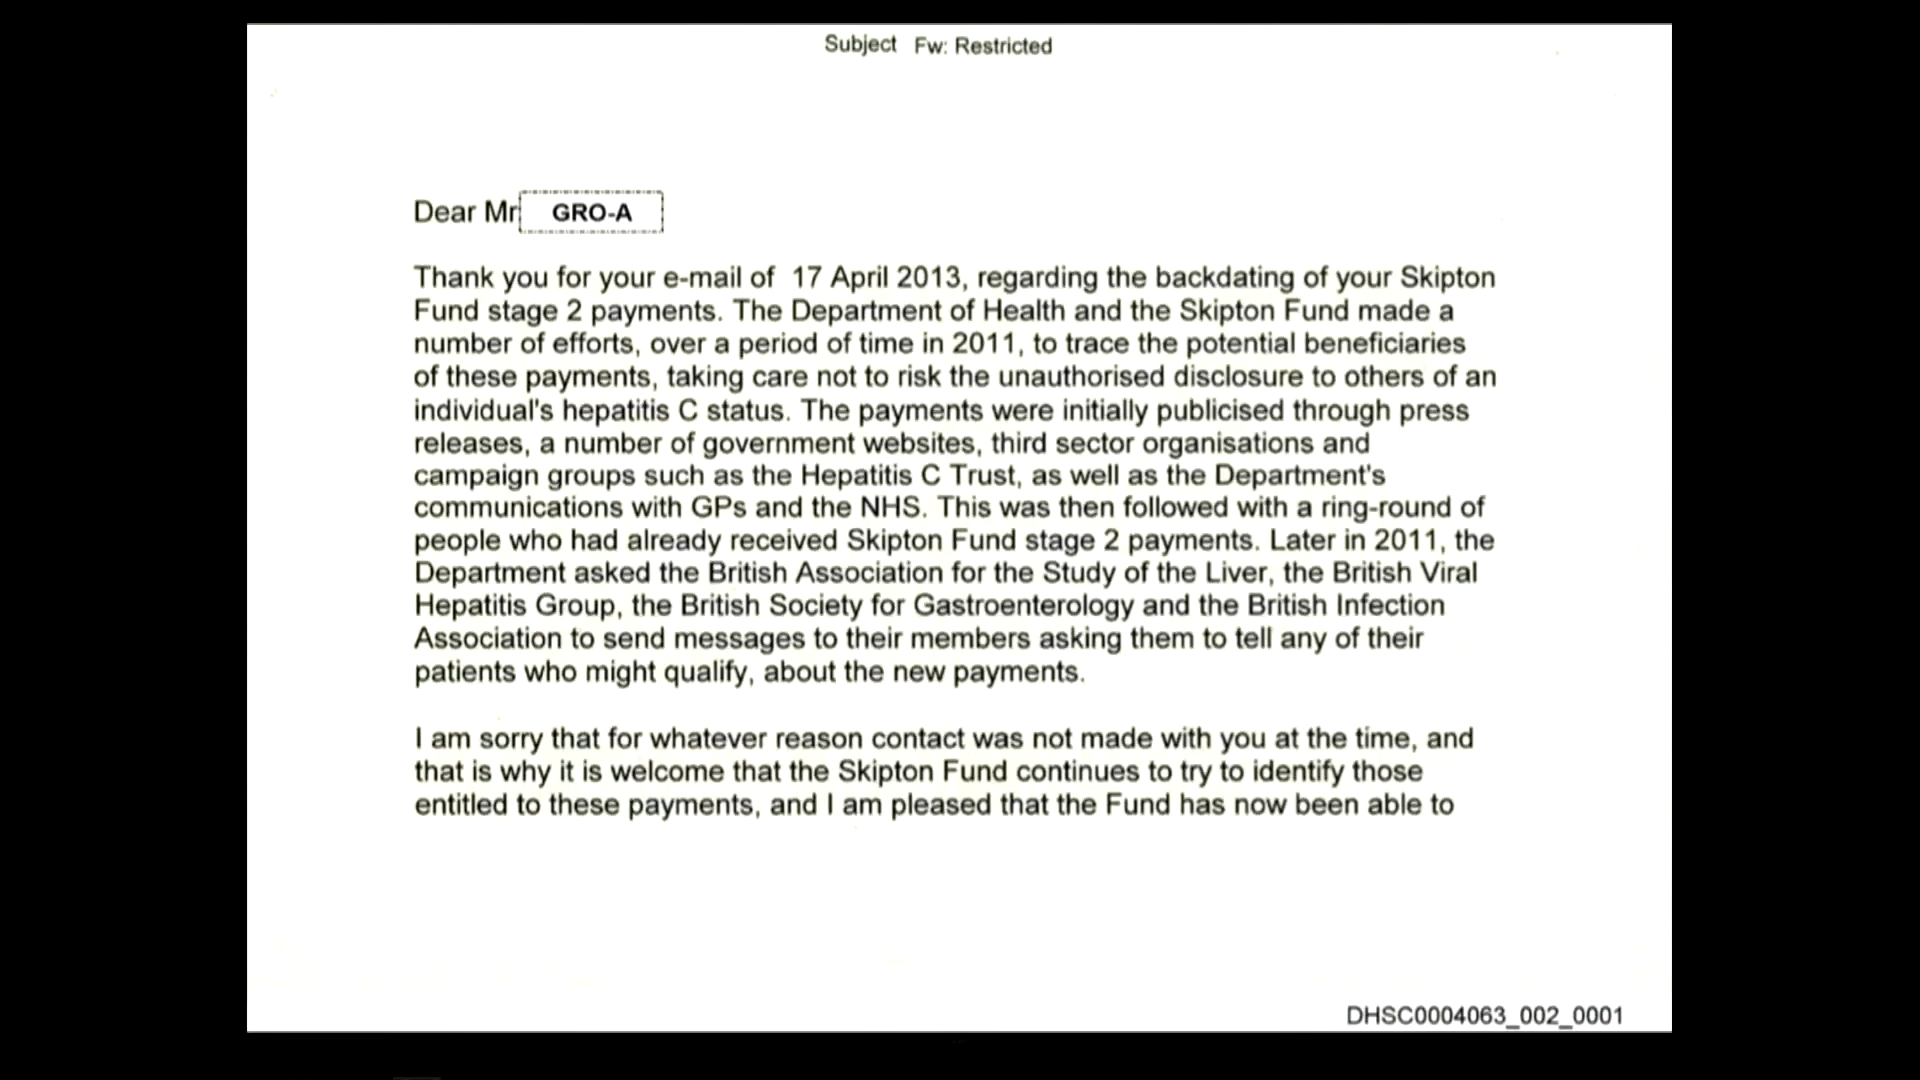 Subject Fw: Restricted
Dear Mr GRO-A
Thank you for your e-mail of 17 April 2013, regarding the backdating of your Skipton
Fund stage 2 payments. The Department of Health and the Skipton Fund made a
number of efforts, over a period of time in 2011, to trace the potential beneficiaries
of these payments, taking care not to risk the unauthorised disclosure to others of an
individual's hepatitis C status. The payments were initially publicised through press
releases, a number of government websites, third sector organisations and
campaign groups such as the Hepatitis C Trust, as well as the Department's
communications with GPs and the NHS. This was then followed with a ring-round of
people who had already received Skipton Fund stage 2 payments. Later in 2011, the
Department asked the British Association for the Study of the Liver, the British Viral
Hepatitis Group, the British Society for Gastroenterology and the British Infection
Association to send messages to their members asking them to tell any of their
patients who might qualify, about the new payments.
I am sorry that for whatever reason contact was not made with you at the time, and
that is why it is welcome that the Skipton Fund continues to try to identify those
entitled to these payments, and I am pleased that the Fund has now been able to
DHSC0004063_002_0001